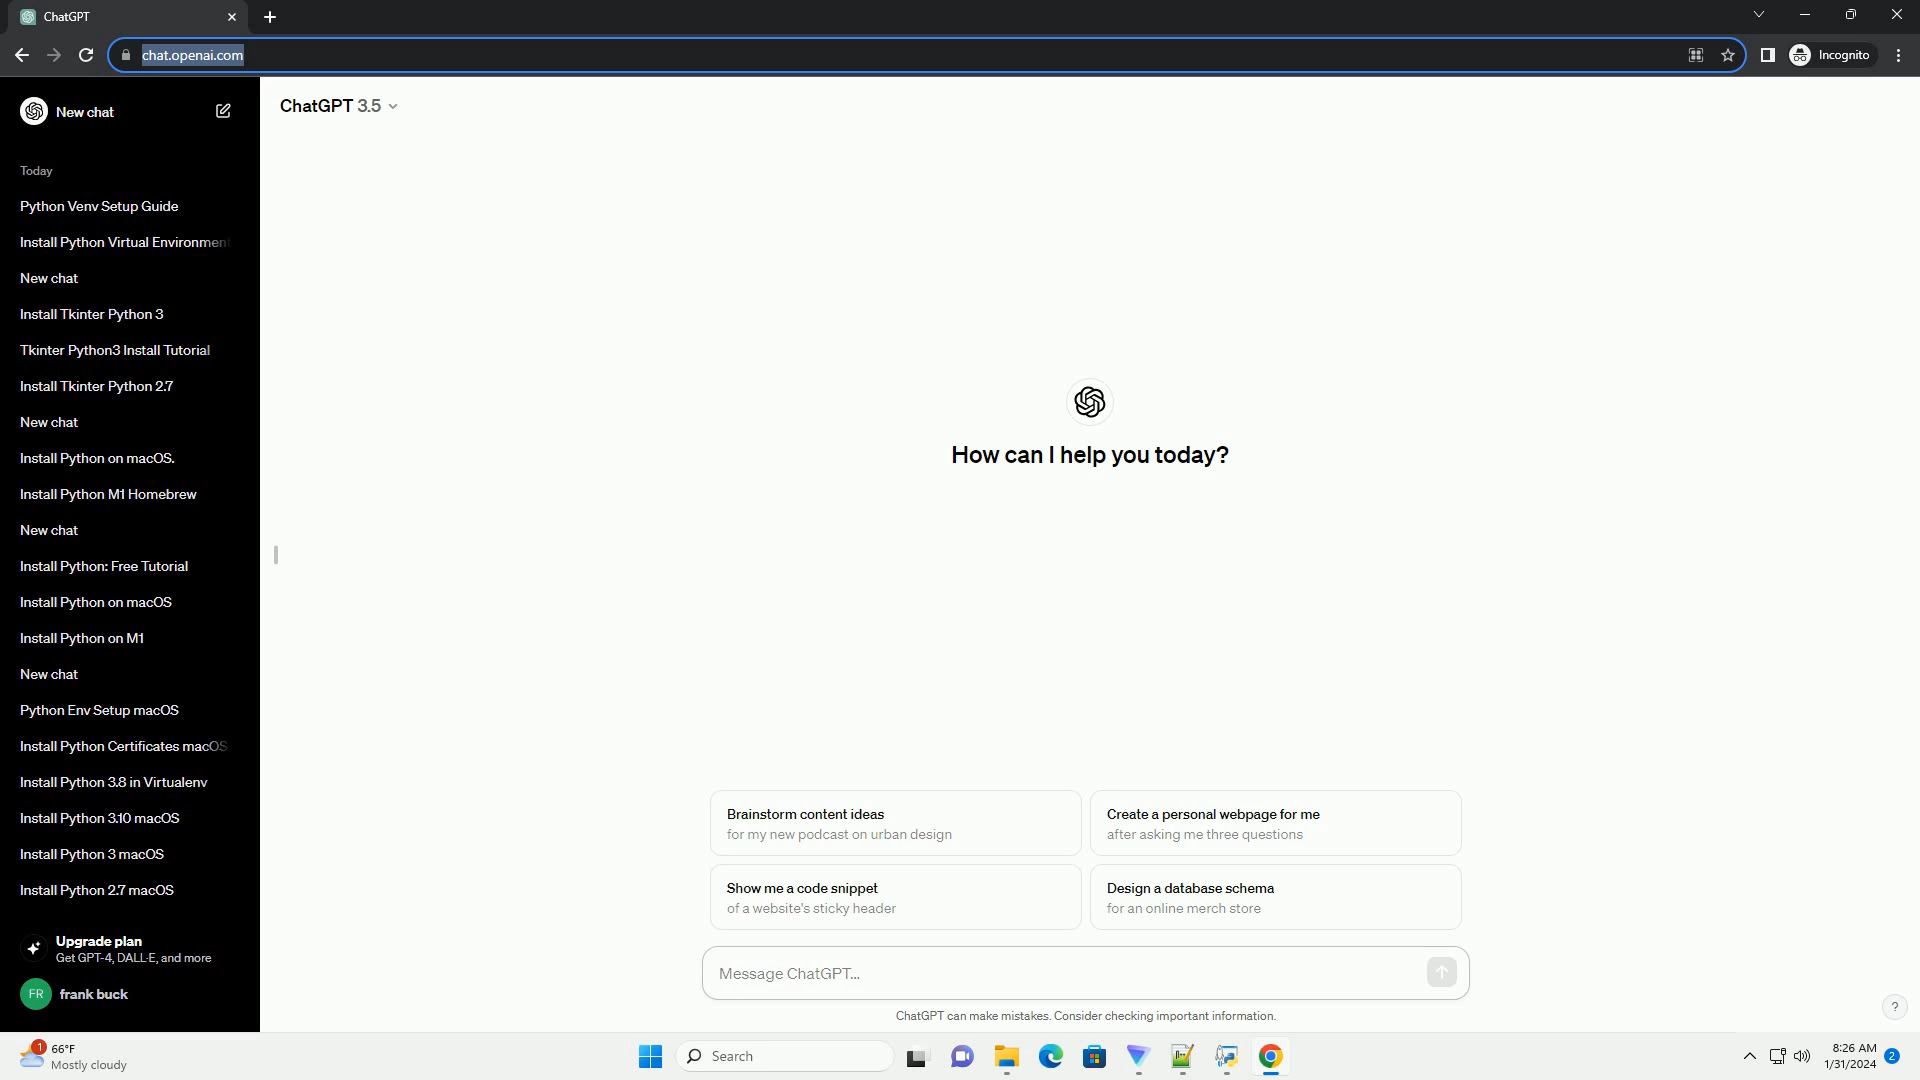 ChatGPT
chat.openai.com
Incognito
New chat
ChatGPT 3.5
Today
Python Venv Setup Guide
Install Python Virtual Environment
New chat
Install Tkinter Python 3
Tkinter Python3 Install Tutorial
Install Tkinter Python 2.7
New chat
Install Python on macOS.
Install Python M1 Homebrew
New chat
Install Python: Free Tutorial
Install Python on macOS
Install Python on M1
New chat
Python Env Setup macOS
Install Python Certificates macOS
Install Python 3.8 in Virtualenv
Install Python 3.10 macOS
Install Python 3 macOS
Install Python 2.7 macOS
Upgrade plan
Get GPT-4, DALL·E, and more
FR
frank buck
How can I help you today?
Brainstorm content ideas
for my new podcast on urban design
Create a personal webpage for me
after asking me three questions
Show me a code snippet
of a website's sticky header
Design a database schema
for an online merch store
Message ChatGPT...
ChatGPT can make mistakes. Consider checking important information.
?
1
66°F
Mostly cloudy
Search
8:26 AM
1/31/2024
2